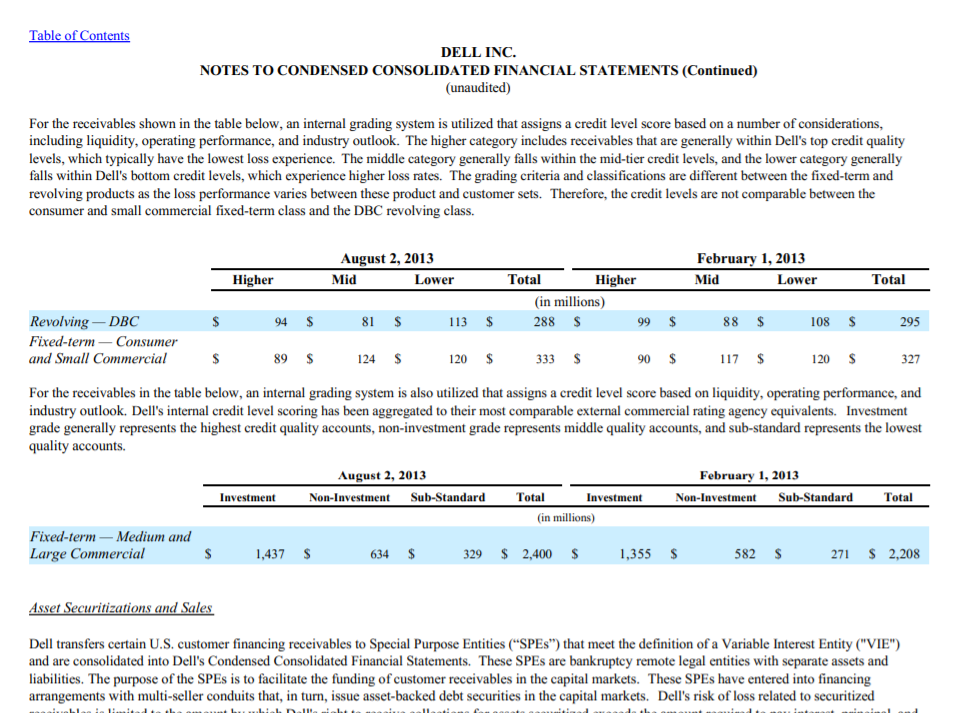 Table of Contents
DELL INC.
NOTES TO CONDENSED CONSOLIDATED FINANCIAL STATEMENTS (Continued)
(unaudited)
For the receivables shown in the table below, an internal grading system is utilized that assigns a credit level score based on a number of considerations,
including liquidity, operating performance, and industry outlook. The higher category includes receivables that are generally within Dell's top credit quality
levels, which typically have the lowest loss experience. The middle category generally falls within the mid-tier credit levels, and the lower category generally
falls within Dell's bottom credit levels, which experience higher loss rates. The grading criteria and classifications are different between the fixed-term and
revolving products as the loss performance varies between these product and customer sets. Therefore, the credit levels are not comparable between the
consumer and small commercial fixed-term class and the DBC revolving class.
August 2, 2013 February 1, 2013
Higher Mid Lower Total Higher Mid Lower Total
(in millions)
Revolving — DBC $ 94 $ 81 $ 113 $ 288 $ 99 $ 88 $ 108 $ 295
Fixed-term — Consumer
and Small Commercial $ 89 $ 124 $ 120 $ 333 $ 90 $ 117 $ 120 $ 327
For the receivables in the table below, an internal grading system is also utilized that assigns a credit level score based on liquidity, operating performance, and
industry outlook. Dell's internal credit level scoring has been aggregated to their most comparable external commercial rating agency equivalents. Investment
grade generally represents the highest credit quality accounts, non-investment grade represents middle quality accounts, and sub-standard represents the lowest
quality accounts.
August 2, 2013 February 1, 2013
Investment Non-Investment Sub-Standard Total Investment Non-Investment Sub-Standard Total
(in millions)
Fixed-term — Medium and
Large Commercial $ 1,437 $ 634 $ 329 $ 2,400 $ 1,355 $ 582 $ 271 $ 2,208
Asset Securitizations and Sales
Dell transfers certain U.S. customer financing receivables to Special Purpose Entities (“SPEs”) that meet the definition of a Variable Interest Entity ("VIE")
and are consolidated into Dell's Condensed Consolidated Financial Statements. These SPEs are bankruptcy remote legal entities with separate assets and
liabilities. The purpose of the SPEs is to facilitate the funding of customer receivables in the capital markets. These SPEs have entered into financing
arrangements with multi-seller conduits that, in turn, issue asset-backed debt securities in the capital markets. Dell's risk of loss related to securitized